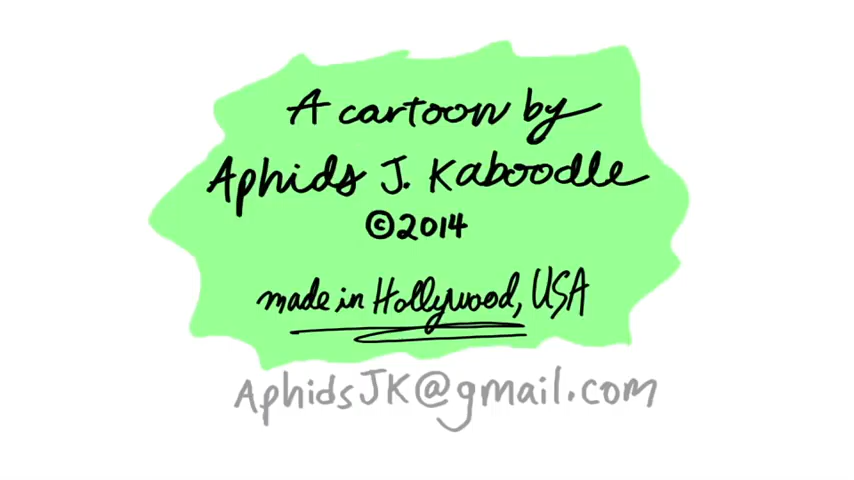 A cartoon by
Aphids J. Kaboodle
©2014
made in Hollywood, USA
AphidsJK@gmail.com